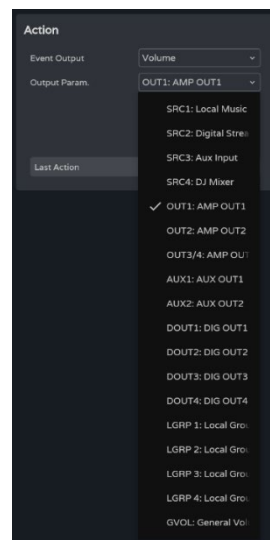 Action
Event Output Volume
Output Param. OUT1: AMP OUT1
SRC1: Local Music
SRC2: Digital Strea
SRC3: Aux Input
SRC4: DJ Mixer
Last Action
OUT1: AMP OUT1
OUT2: AMP OUT2
OUT3/4: AMP OUT
AUX1: AUX OUT1
AUX2: AUX OUT2
DOUT1: DIG OUT1
DOUT2: DIG OUT2
DOUT3: DIG OUT3
DOUT4: DIG OUT4
LGRP 1: Local Grou
LGRP 2: Local Grou
LGRP 3: Local Grou
LGRP 4: Local Grou
GVOL: General Vol